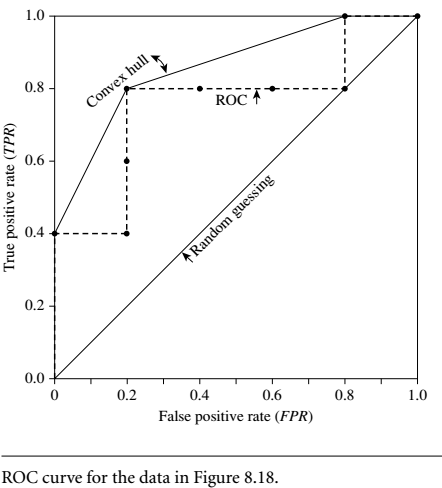 1.0
Convex hull
0.8
ROC
True positive rate (TPR)
0.6
Random guessing
0.4
0.2
0.0
0 0.2 0.4 0.6 0.8 1.0
False positive rate (FPR)
ROC curve for the data in Figure 8.18.